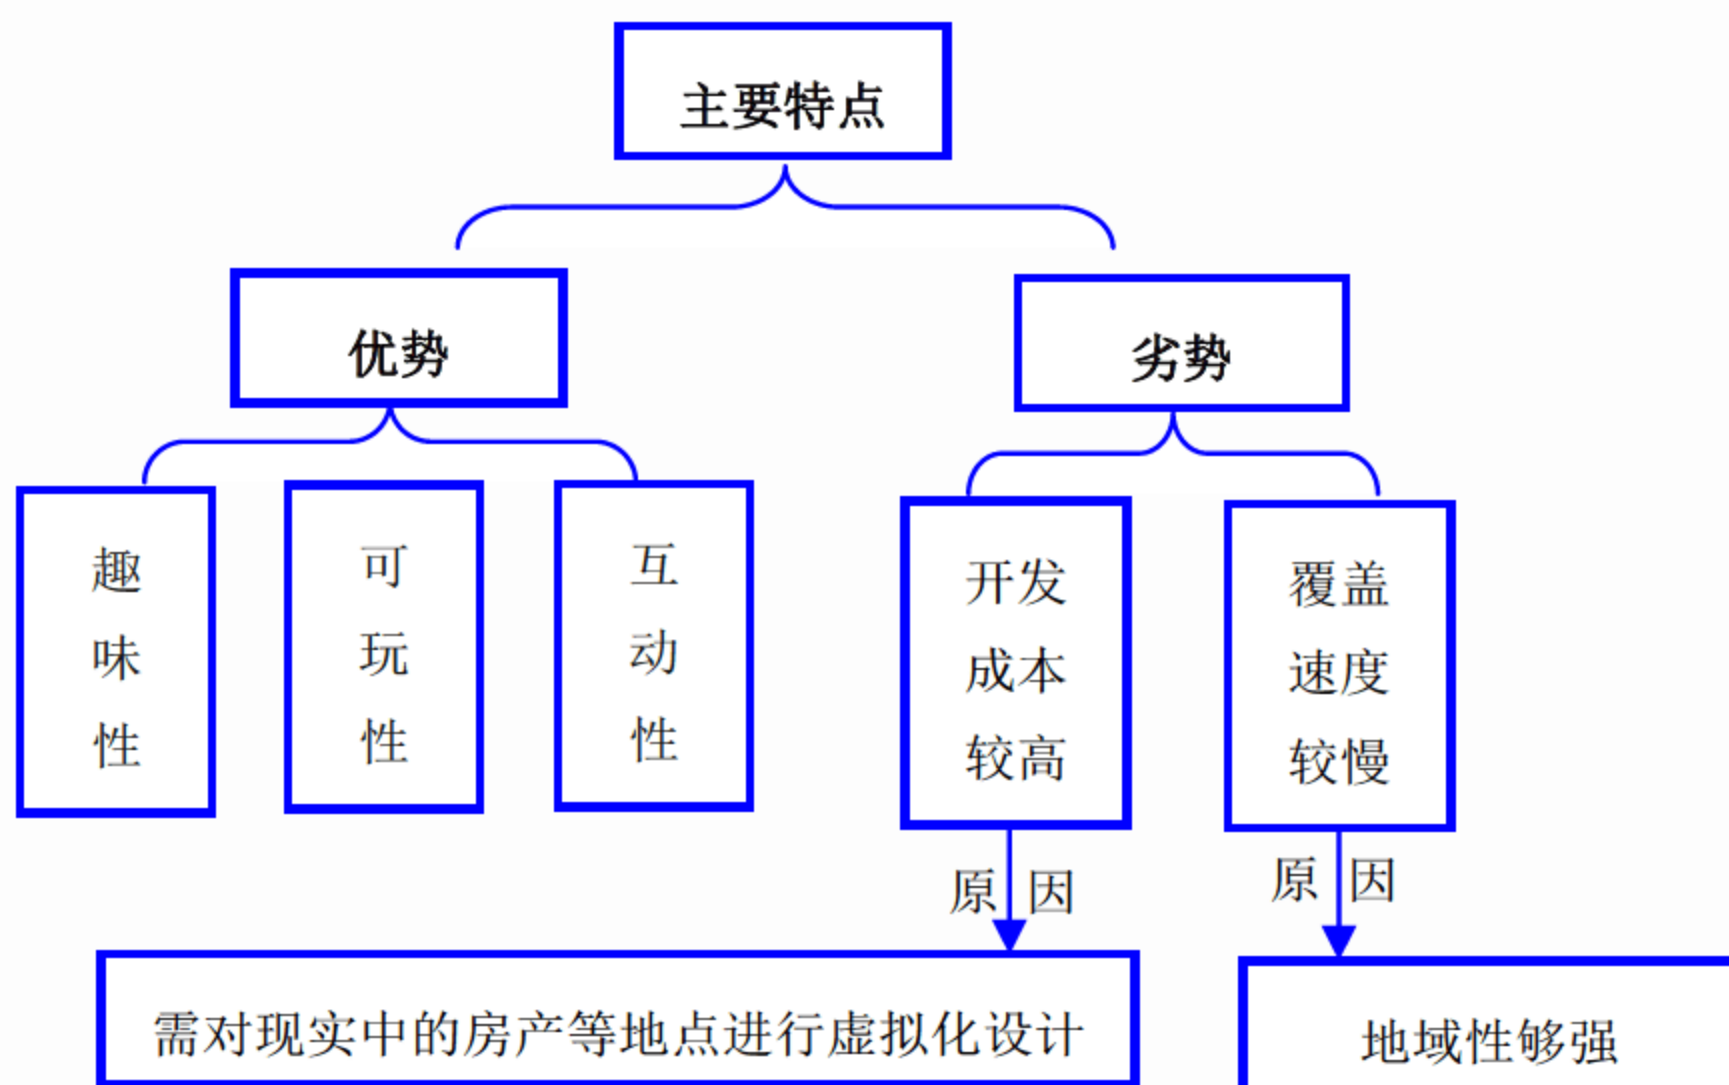 主要特点
优势
劣势
趣
味
性
可
玩
性
互
动
性
开发
成本
较高
覆盖
速度
较慢
原因
原因
需对现实中的房产等地点进行虚拟化设计
地域性够强